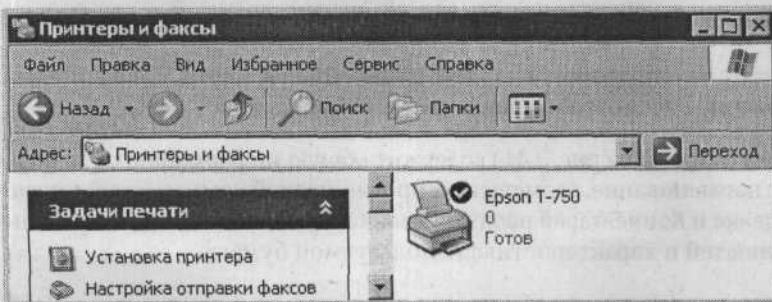 Принтеры и факсы
Файл Правка Вид Избранное Сервис Справка
Назад Поиск Папки
Адрес: Принтеры и факсы Переход
Задачи печати
Установка принтера
Настройка отправки факсов
Epson T-750
0
Готов